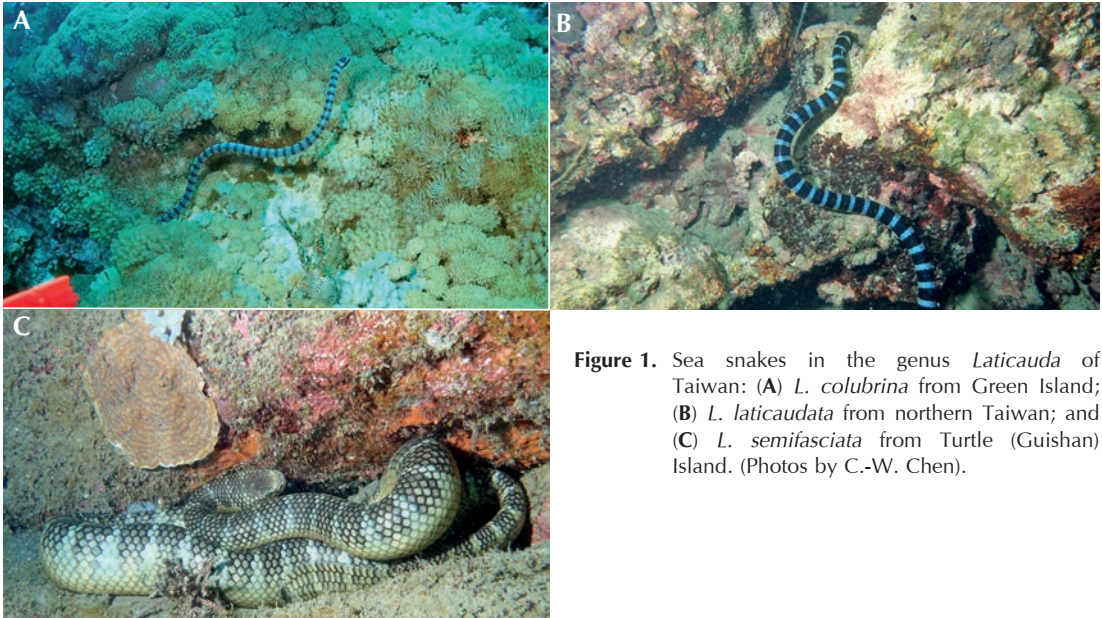 A
B
C
Figure 1. Sea snakes in the genus Laticauda of
Taiwan: (A) L. colubrina from Green Island;
(B) L. laticaudata from northern Taiwan; and
(C) L. semifasciata from Turtle (Guishan)
Island. (Photos by C.-W. Chen).